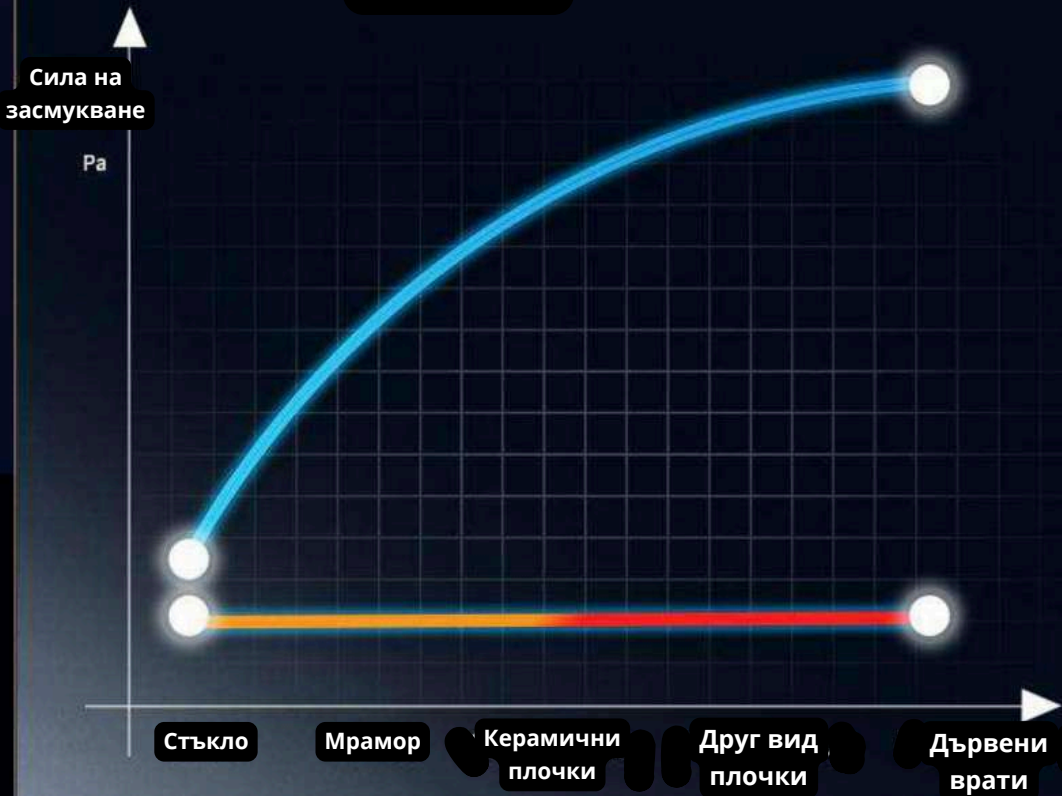 Сила на
засмукване
Pa
Стъкло
Мрамор
Керамични
плочки
Друг вид
плочки
Дървени
врати